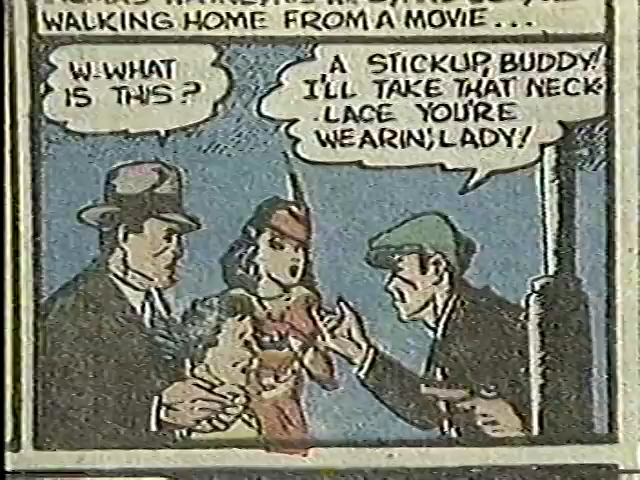 WALKING HOME FROM A MOVIE...
W-WHAT
IS THIS?
A STICKUP, BUDDY!
I'LL TAKE THAT NECK-
LACE YOU'RE
WEARIN', LADY!